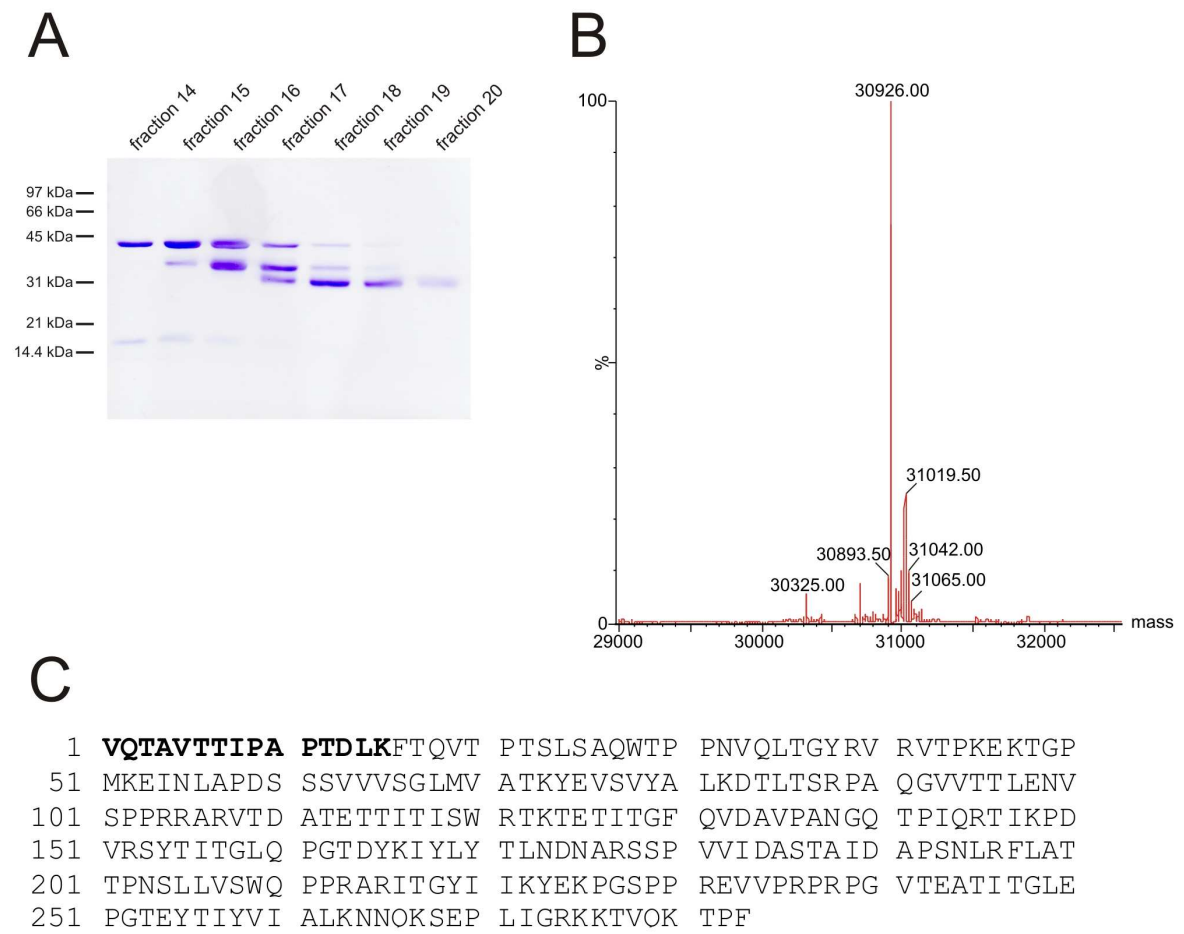 A
B
fraction 14
fraction 15
fraction 16
fraction 17
fraction 18
fraction 19
fraction 20
97 kDa
66 kDa
45 kDa
31 kDa
21 kDa
14.4 kDa
100
%
0
30926.00
31019.50
30893.50
31042.00
30325.00
31065.00
29000 30000 31000 32000 mass
C
1 VQTAVTTIPA PTDLKFTQVT PTSLSAQWTP PNVQLTGYRV RVTPKEKTGP
51 MKEINLAPDS SSVVVSGLMV ATKYEVSVYA LKDTLTSRPA QGVVTTLENV
101 SPPRRARVTD ATETTITISW RTKTETITGF QVDAVPANGQ TPIQRTIKPD
151 VRSYTITGLQ PGTDYKIYLY TLNDNARSSP VVIDASTAID APSNLRFLAT
201 TPNSLLVSWQ PPRARITGYI IKYEKPGSPP REVVPRPRPG VTEATITGLE
251 PGTEYTIYVI ALKNNQKSEP LIGRKKTVQK TPF